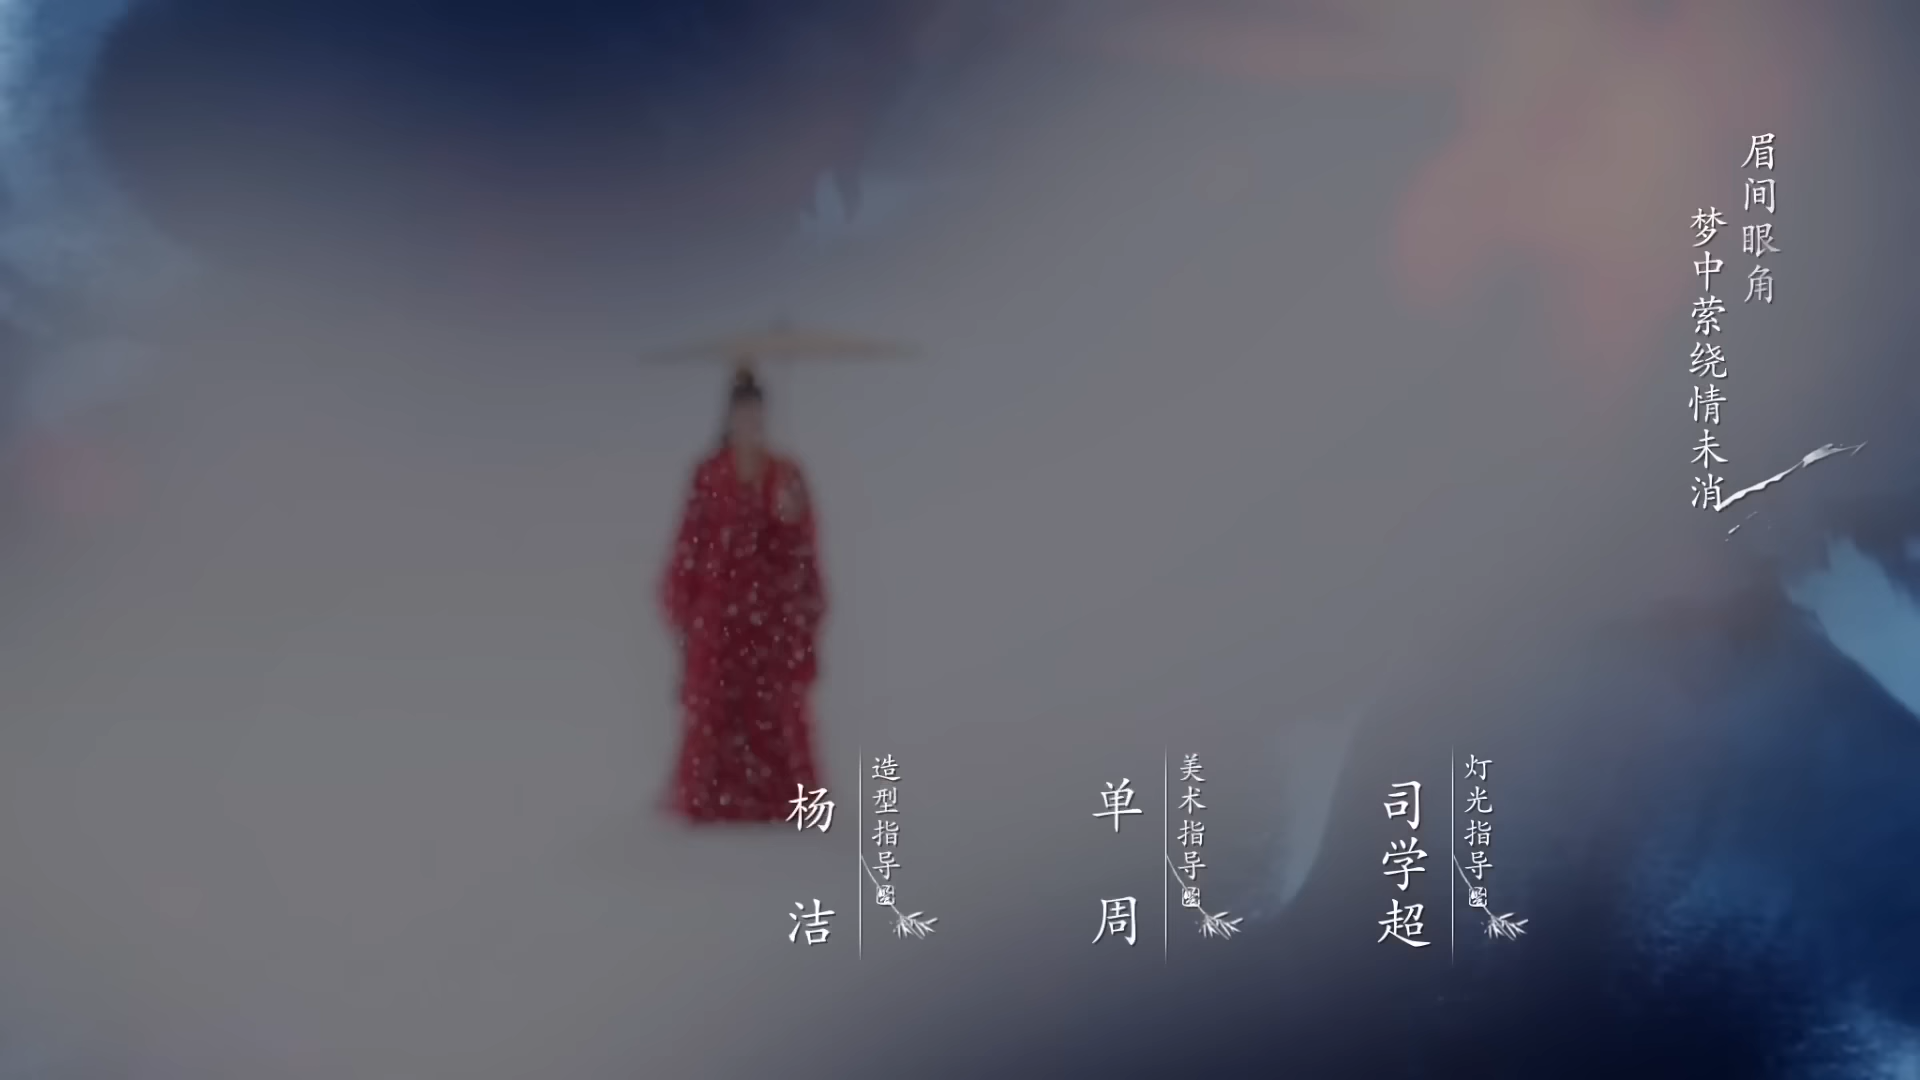 眉间眼角
梦中萦绕情未消
灯光指导
司学超
美术指导
单周
造型指导
杨洁